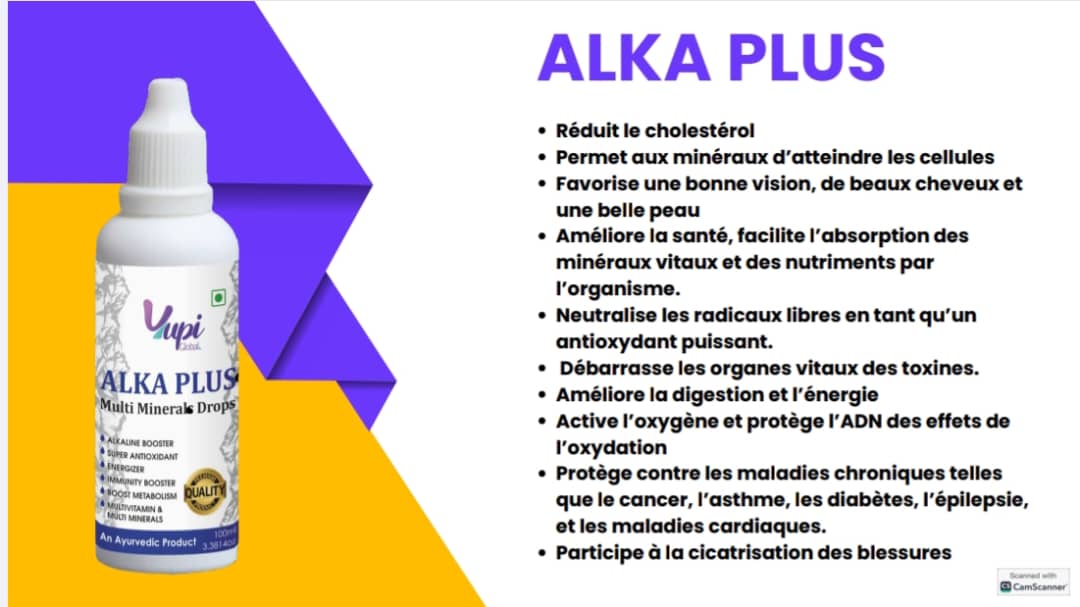 ALKA PLUS
• Réduit le cholestérol
• Permet aux minéraux d’atteindre les cellules
• Favorise une bonne vision, de beaux cheveux et
une belle peau
• Améliore la santé, facilite l’absorption des
minéraux vitaux et des nutriments par
l’organisme.
• Neutralise les radicaux libres en tant qu’un
antioxydant puissant.
• Débarrasse les organes vitaux des toxines.
• Améliore la digestion et l’énergie
• Active l’oxygène et protège l’ADN des effets de
l’oxydation
• Protège contre les maladies chroniques telles
que le cancer, l’asthme, les diabètes, l’épilepsie,
et les maladies cardiaques.
• Participe à la cicatrisation des blessures
Yupi
Global
ALKA PLUS
Multi Minerals Drops
ALKALINE BOOSTER
SUPER ANTIOXIDANT
ENERGIZER
IMMUNITY BOOSTER
BOOST METABOLISM
MULTIVITAMIN &
MULTI MINERALS
QUALITY
An Ayurvedic Product
100ml
Scanned with
CS CamScanner